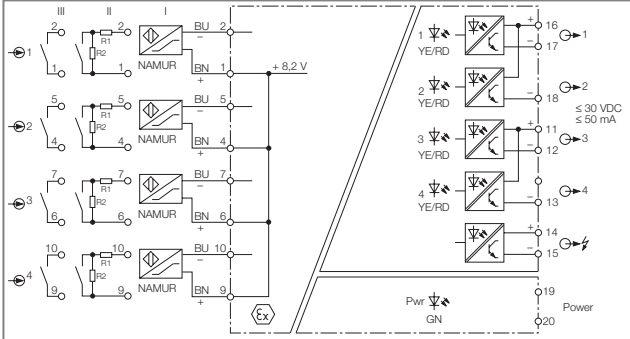 III II I
1
2
1
2
R1
R2
1
NAMUR
BU
−
BN
+
2
1
+ 8,2 V
2
5
4
5
R1
R2
4
NAMUR
BU
−
BN
+
5
4
3
7
6
7
R1
R2
6
NAMUR
BU
−
BN
+
7
6
4
10
9
10
R1
R2
9
NAMUR
BU
−
BN
+
10
9
Ex
1
YE/RD
+
−
16
17
1
2
YE/RD
−
18
2
≤ 30 VDC
≤ 50 mA
3
YE/RD
+
−
11
12
3
4
YE/RD
−
13
4
+
−
14
15
Pwr
GN
19
20
Power